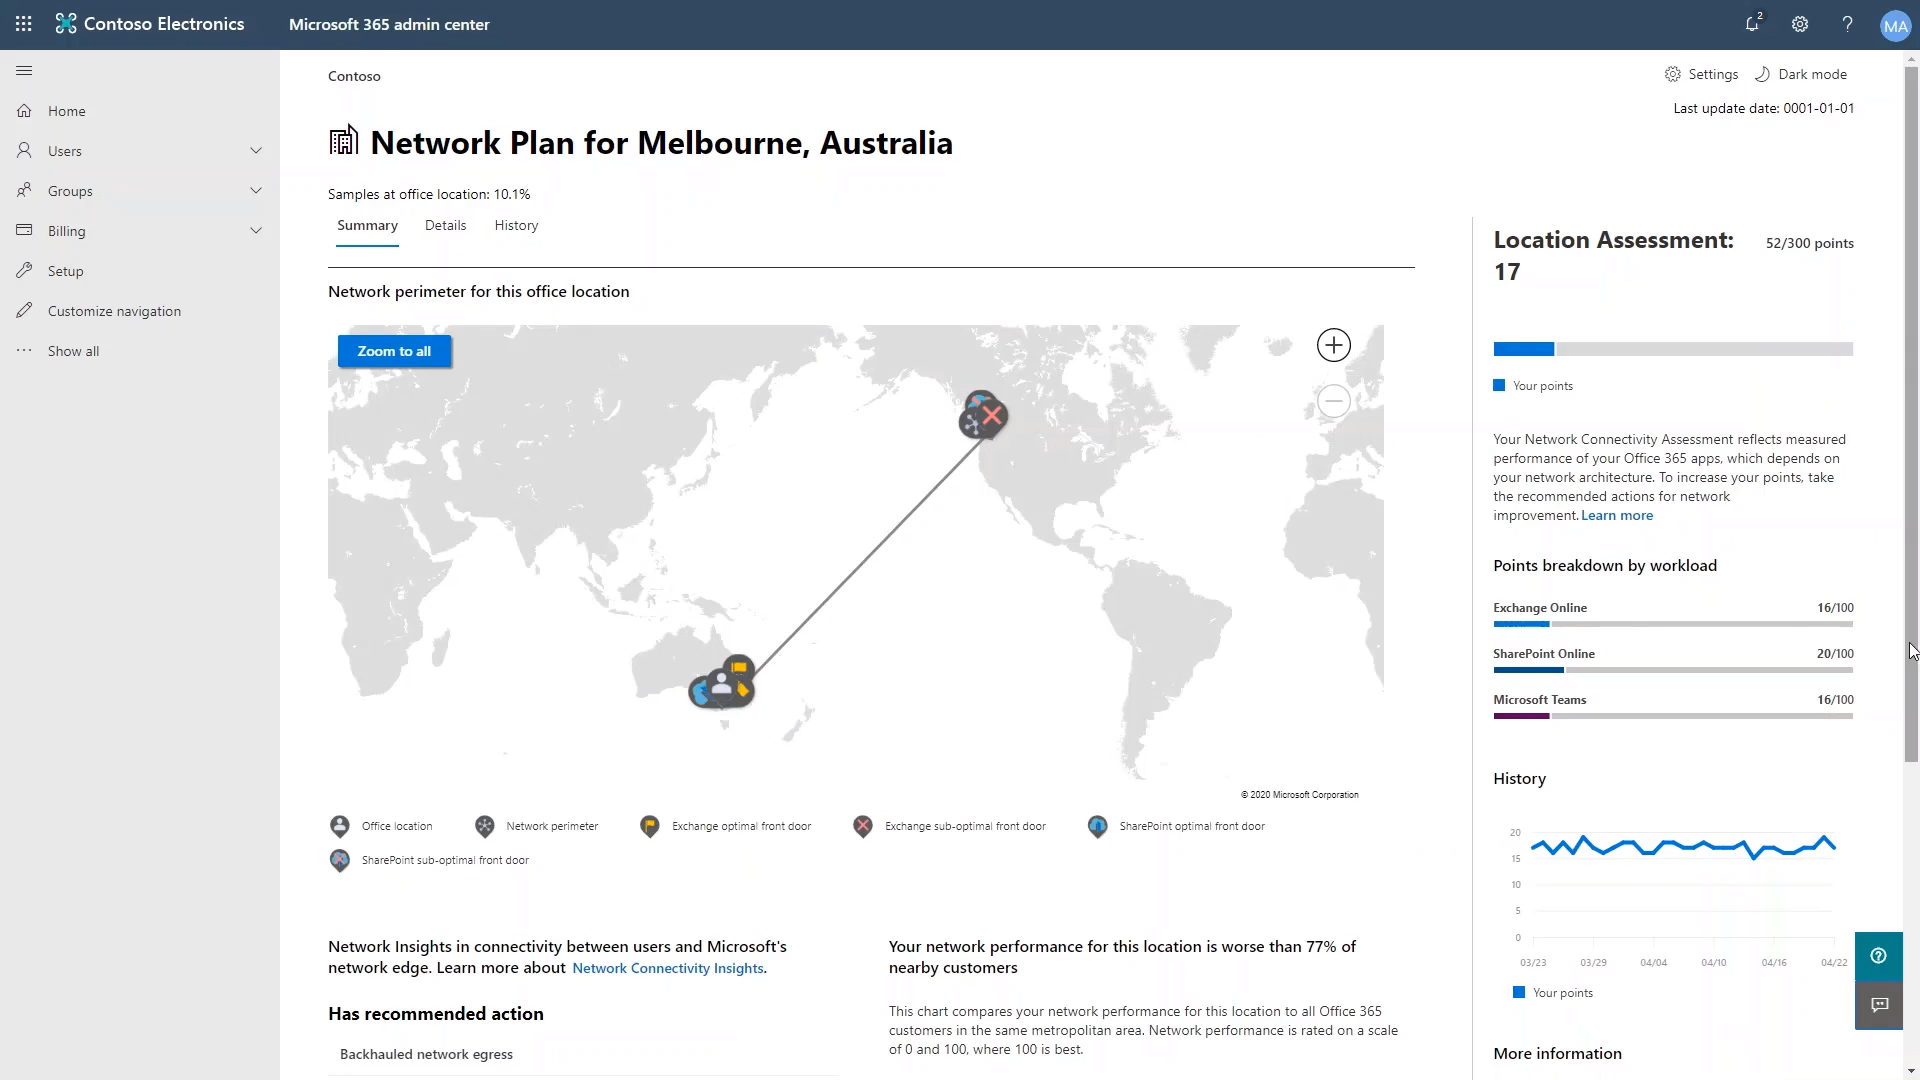 Contoso Electronics
Microsoft 365 admin center
2
MA
Home
Users
Groups
Billing
Setup
Customize navigation
Show all
Contoso
Settings
Dark mode
Last update date: 0001-01-01
Network Plan for Melbourne, Australia
Samples at office location: 10.1%
Summary
Details
History
Network perimeter for this office location
Zoom to all
© 2020 Microsoft Corporation
Office location
Network perimeter
Exchange optimal front door
Exchange sub-optimal front door
SharePoint optimal front door
SharePoint sub-optimal front door
Network Insights in connectivity between users and Microsoft's
network edge. Learn more about Network Connectivity Insights.
Has recommended action
Backhauled network egress
Your network performance for this location is worse than 77% of
nearby customers
This chart compares your network performance for this location to all Office 365
customers in the same metropolitan area. Network performance is rated on a scale
of 0 and 100, where 100 is best.
Location Assessment:
17
52/300 points
Your points
Your Network Connectivity Assessment reflects measured
performance of your Office 365 apps, which depends on
your network architecture. To increase your points, take
the recommended actions for network
improvement. Learn more
Points breakdown by workload
Exchange Online
16/100
SharePoint Online
20/100
Microsoft Teams
16/100
History
20
15
10
5
0
03/23
03/29
04/04
04/10
04/16
04/22
Your points
More information